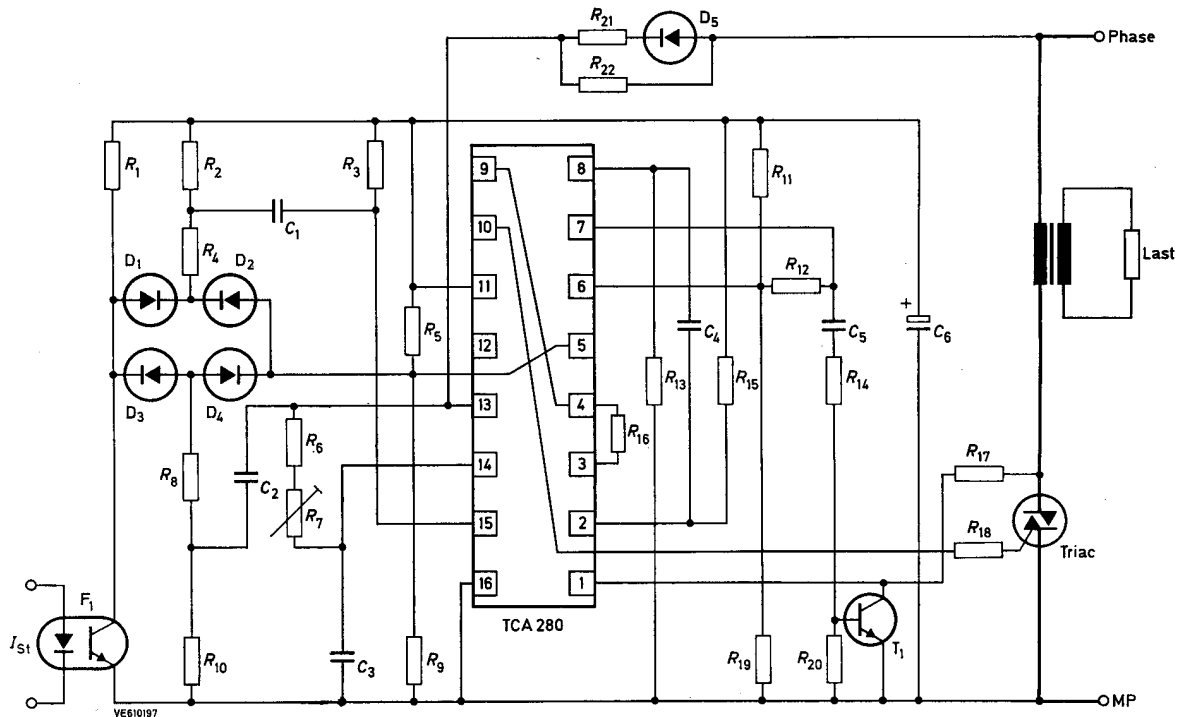 R21
D5
Phase
R22
R1
R2
R3
9
8
R11
C1
10
7
R4
D1
D2
R12
Last
11
6
+
R5
C4
C5
C6
12
5
D3
D4
R13
R15
R14
13
4
R6
R16
R8
C2
14
3
R17
R7
15
2
R18
Triac
16
1
F1
TCA 280
T1
ISt
R10
C3
R9
R19
R20
MP
VE610197